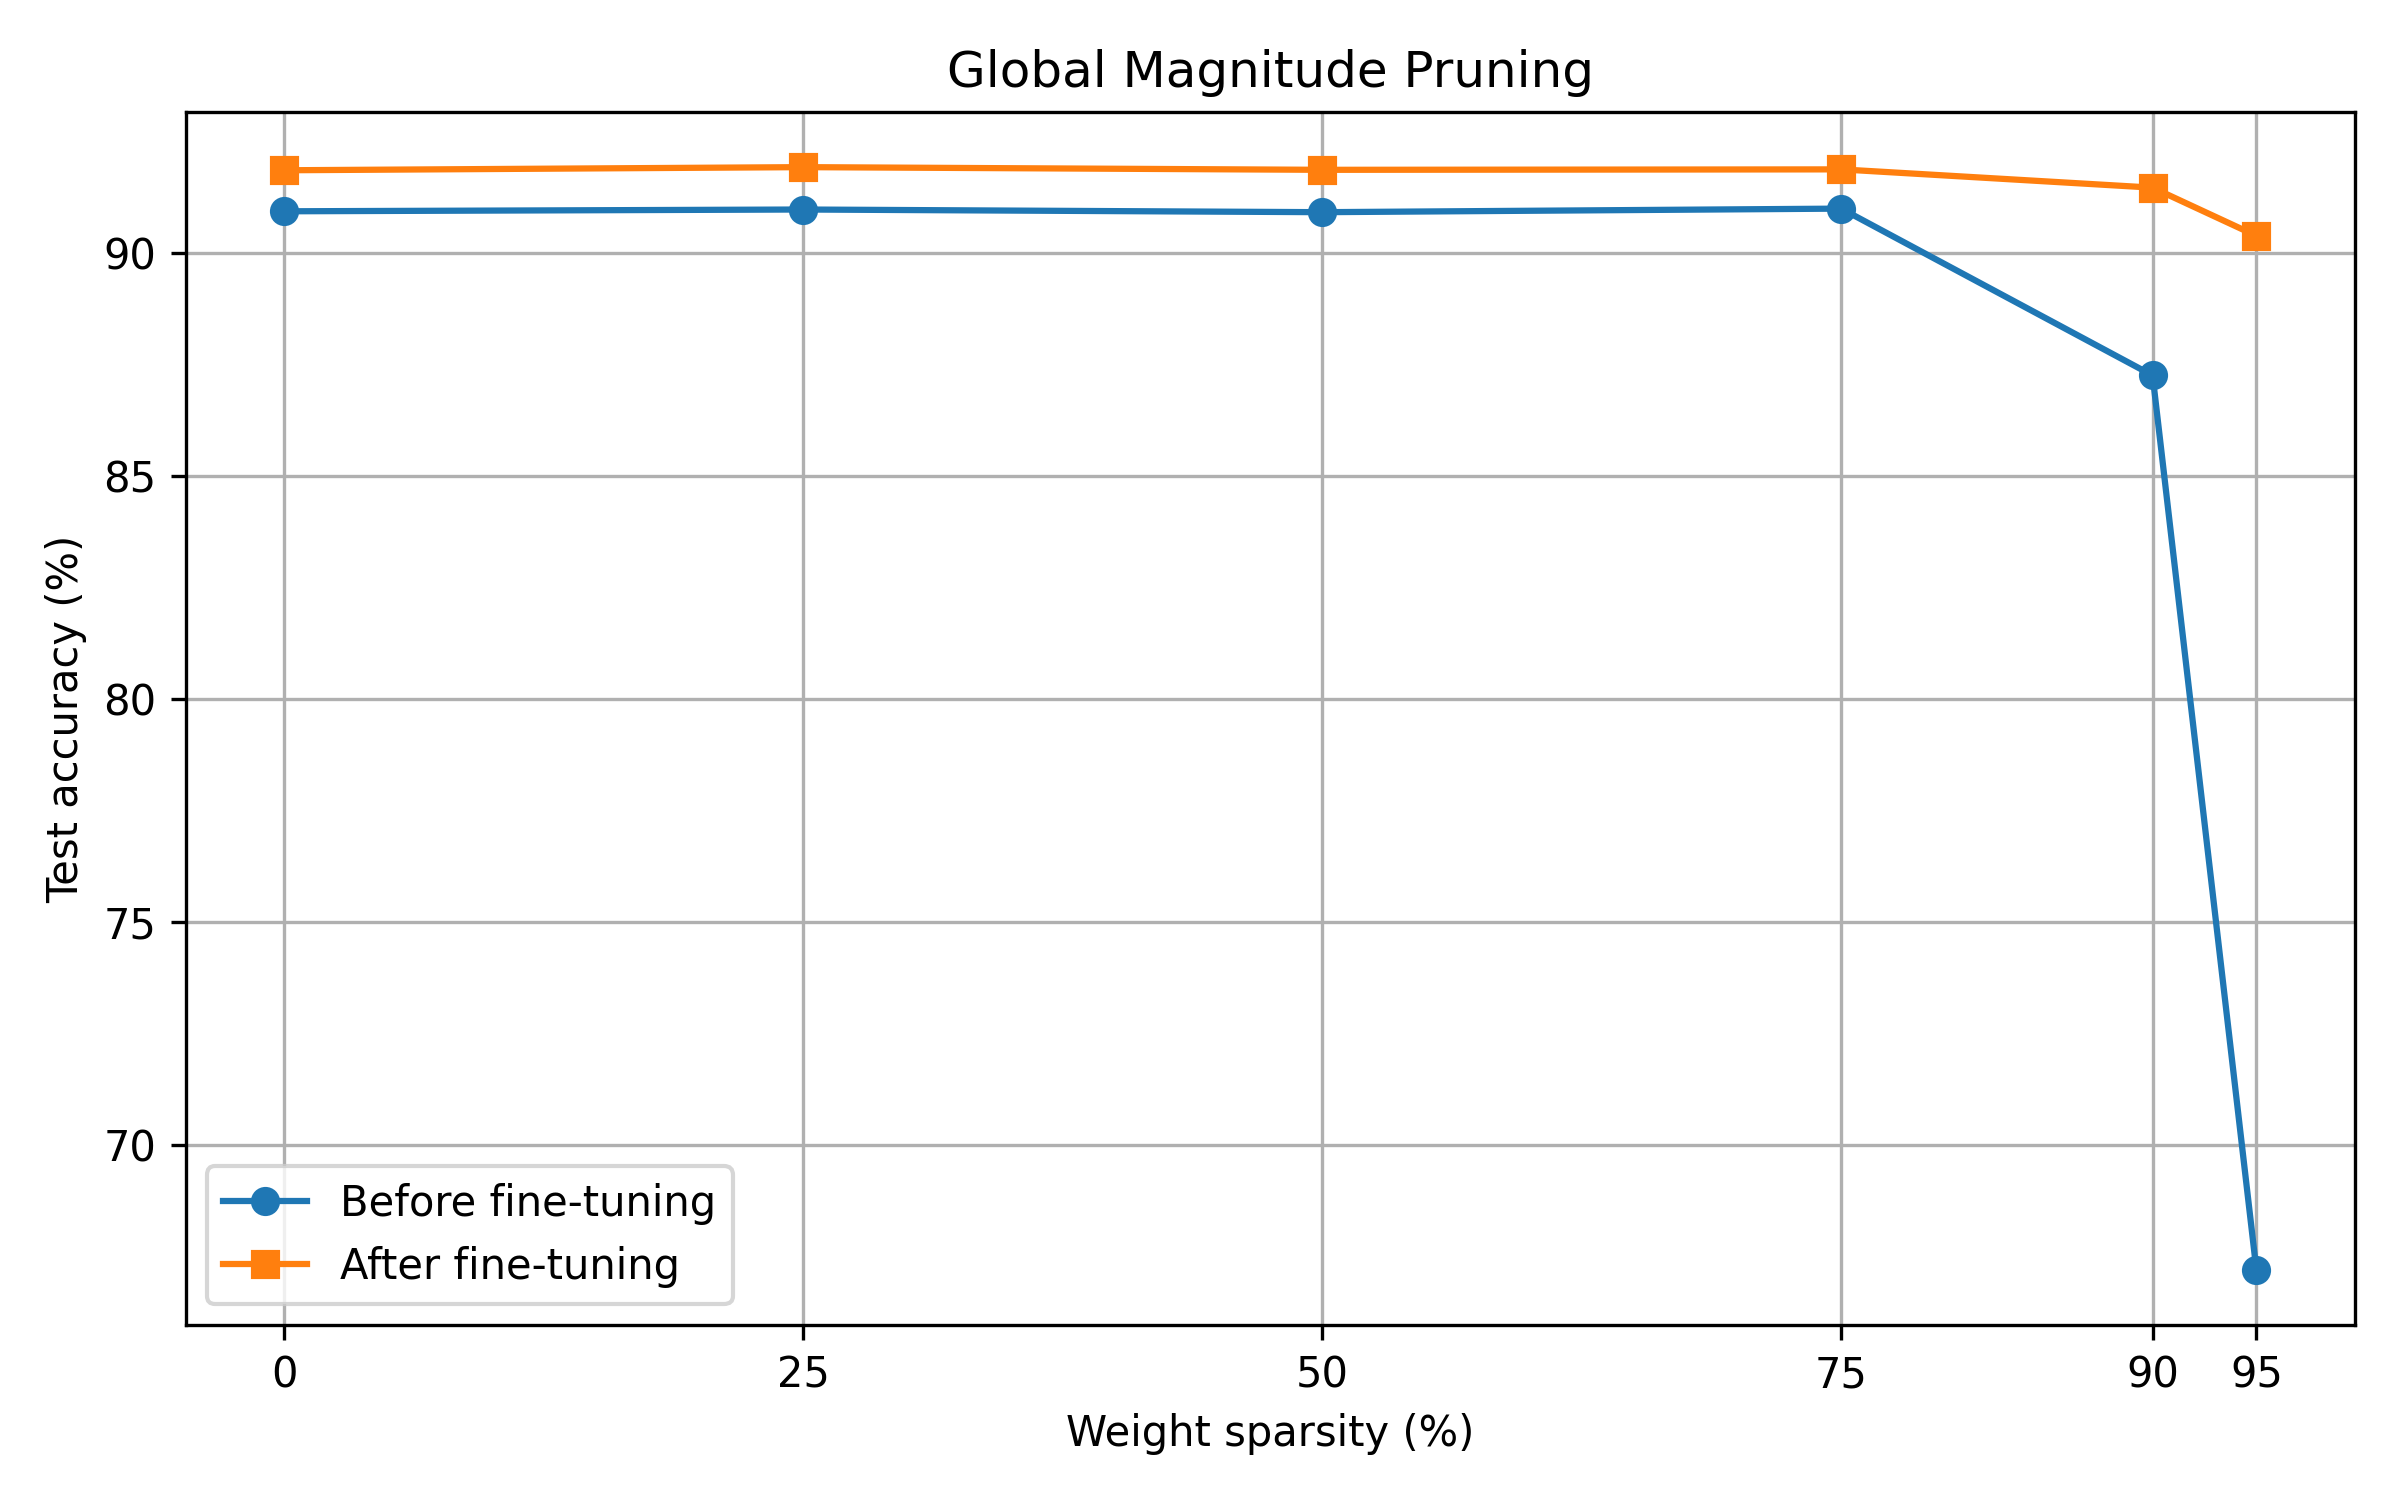 Global Magnitude Pruning
Test accuracy (%)
90
85
80
75
70
Before fine-tuning
After fine-tuning
0 25 50 75 90 95
Weight sparsity (%)